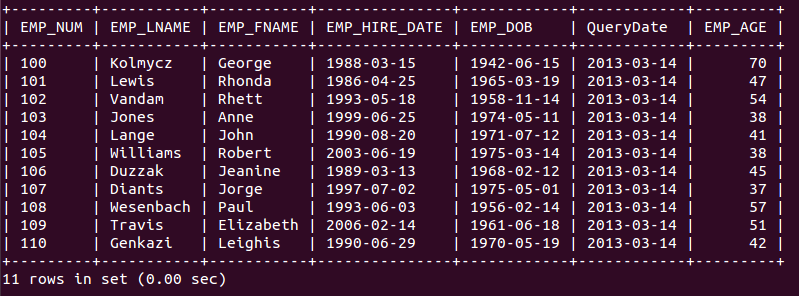 +---------+-----------+-----------+---------------+------------+------------+---------+
| EMP_NUM | EMP_LNAME | EMP_FNAME | EMP_HIRE_DATE | EMP_DOB    | QueryDate  | EMP_AGE |
+---------+-----------+-----------+---------------+------------+------------+---------+
| 100     | Kolmycz   | George    | 1988-03-15    | 1942-06-15 | 2013-03-14 |      70 |
| 101     | Lewis     | Rhonda    | 1986-04-25    | 1965-03-19 | 2013-03-14 |      47 |
| 102     | Vandam    | Rhett     | 1993-05-18    | 1958-11-14 | 2013-03-14 |      54 |
| 103     | Jones     | Anne      | 1999-06-25    | 1974-05-11 | 2013-03-14 |      38 |
| 104     | Lange     | John      | 1990-08-20    | 1971-07-12 | 2013-03-14 |      41 |
| 105     | Williams  | Robert    | 2003-06-19    | 1975-03-14 | 2013-03-14 |      38 |
| 106     | Duzzak    | Jeanine   | 1989-03-13    | 1968-02-12 | 2013-03-14 |      45 |
| 107     | Diants    | Jorge     | 1997-07-02    | 1975-05-01 | 2013-03-14 |      37 |
| 108     | Wesenbach | Paul      | 1993-06-03    | 1956-02-14 | 2013-03-14 |      57 |
| 109     | Travis    | Elizabeth | 2006-02-14    | 1961-06-18 | 2013-03-14 |      51 |
| 110     | Genkazi   | Leighis   | 1990-06-29    | 1970-05-19 | 2013-03-14 |      42 |
+---------+-----------+-----------+---------------+------------+------------+---------+
11 rows in set (0.00 sec)